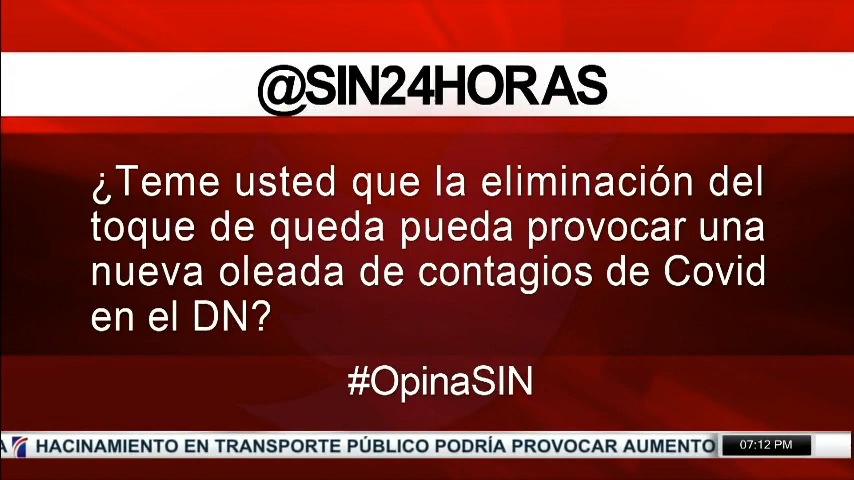 @SIN24HORAS
¿Teme usted que la eliminación del
toque de queda pueda provocar una
nueva oleada de contagios de Covid
en el DN?
#OpinaSIN
A HACINAMIENTO EN TRANSPORTE PÚBLICO PODRÍA PROVOCAR AUMENTO 07:12 PM